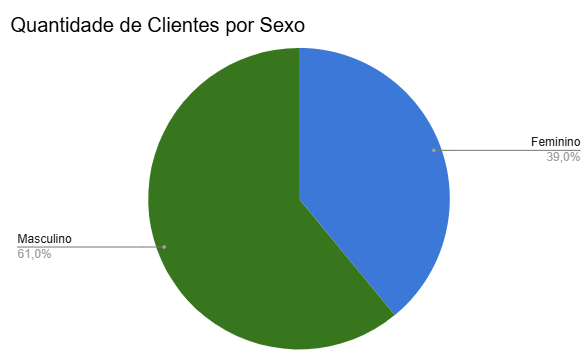 Quantidade de Clientes por Sexo
Feminino
39,0%
Masculino
61,0%